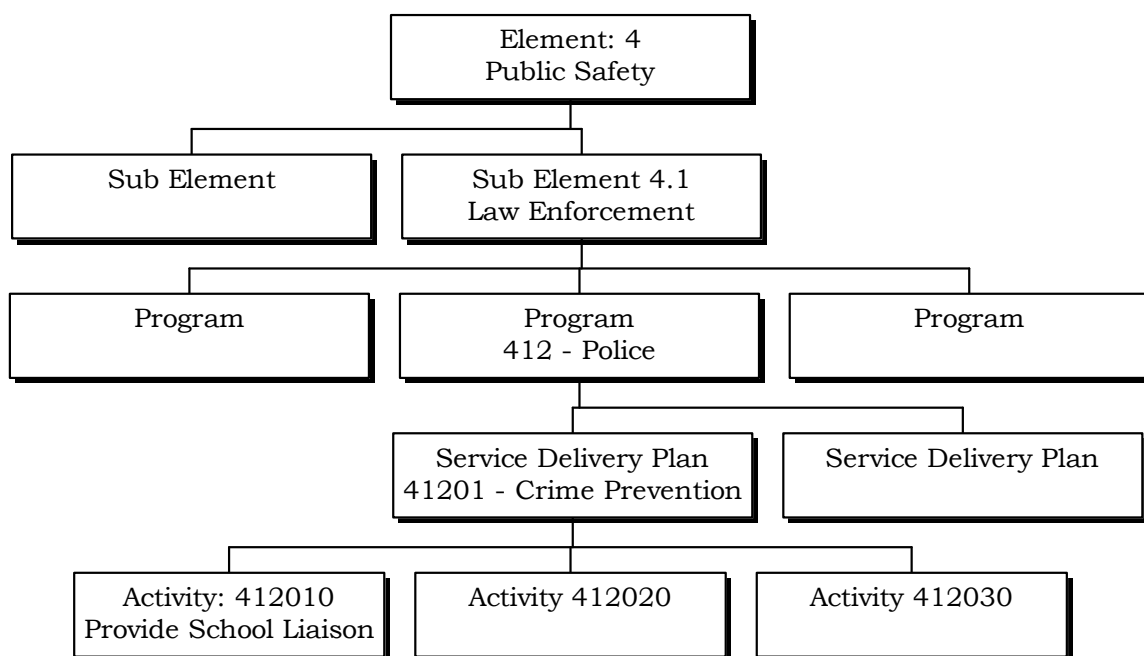 Element: 4
Public Safety
Sub Element
Sub Element 4.1
Law Enforcement
Program
Program
412 - Police
Program
Service Delivery Plan
41201 - Crime Prevention
Service Delivery Plan
Activity: 412010
Provide School Liaison
Activity 412020
Activity 412030